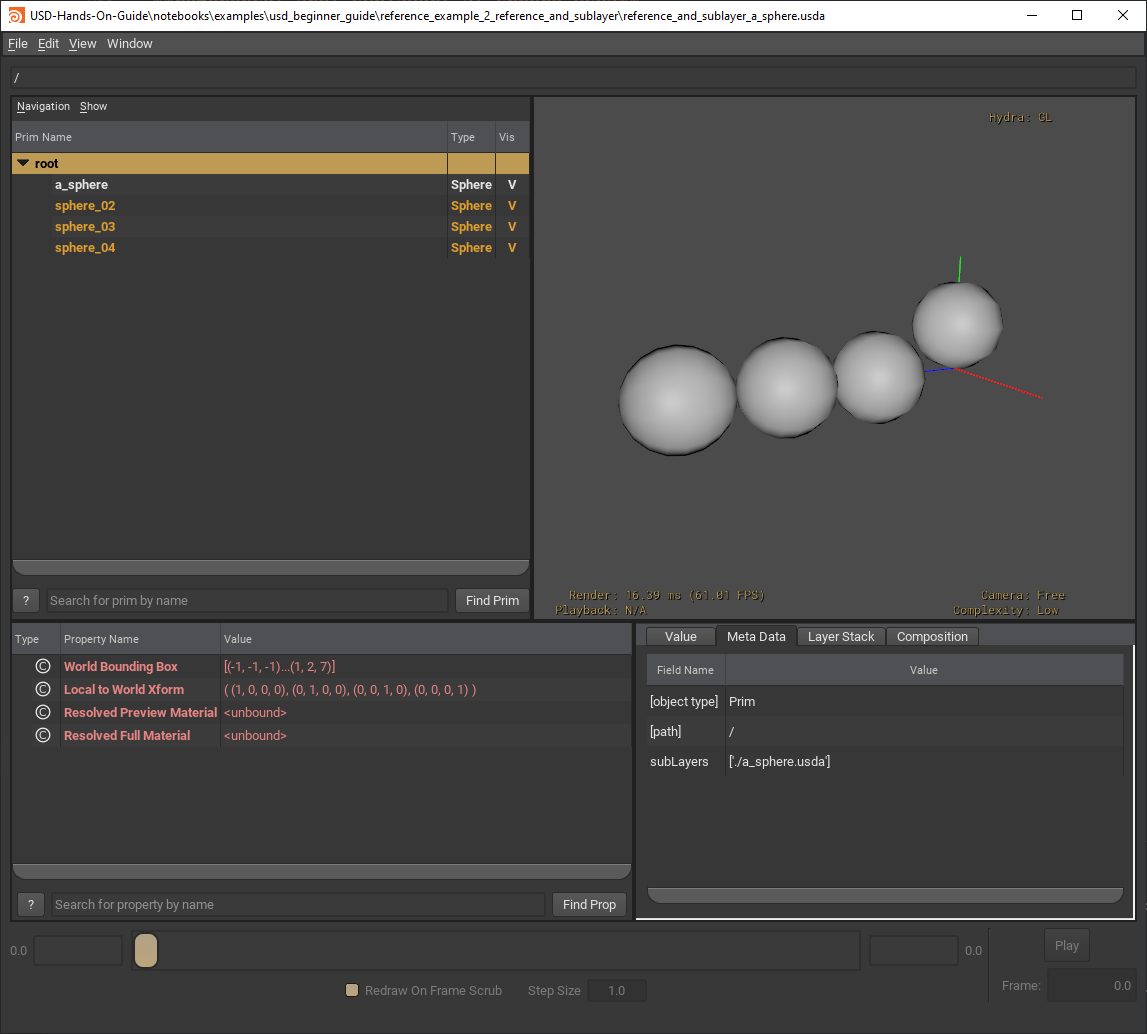 USD-Hands-On-Guide\notebooks\examples\usd_beginner_guide\reference_example_2_reference_and_sublayer\reference_and_sublayer_a_sphere.usda
File Edit View Window
/
Navigation Show
Prim Name Type Vis
root
a_sphere Sphere V
sphere_02 Sphere V
sphere_03 Sphere V
sphere_04 Sphere V
? Search for prim by name Find Prim
Hydra: GL
Render: 16.39 ms (61.01 FPS)
Playback: N/A
Camera: Free
Complexity: Low
Type Property Name Value
© World Bounding Box [(-1, -1, -1)...(1, 2, 7)]
© Local to World Xform ( (1, 0, 0, 0), (0, 1, 0, 0), (0, 0, 1, 0), (0, 0, 0, 1) )
© Resolved Preview Material <unbound>
© Resolved Full Material <unbound>
? Search for property by name Find Prop
Value Meta Data Layer Stack Composition
Field Name Value
[object type] Prim
[path] /
subLayers ['./a_sphere.usda']
0.0 0.0 Play
Redraw On Frame Scrub Step Size 1.0 Frame: 0.0